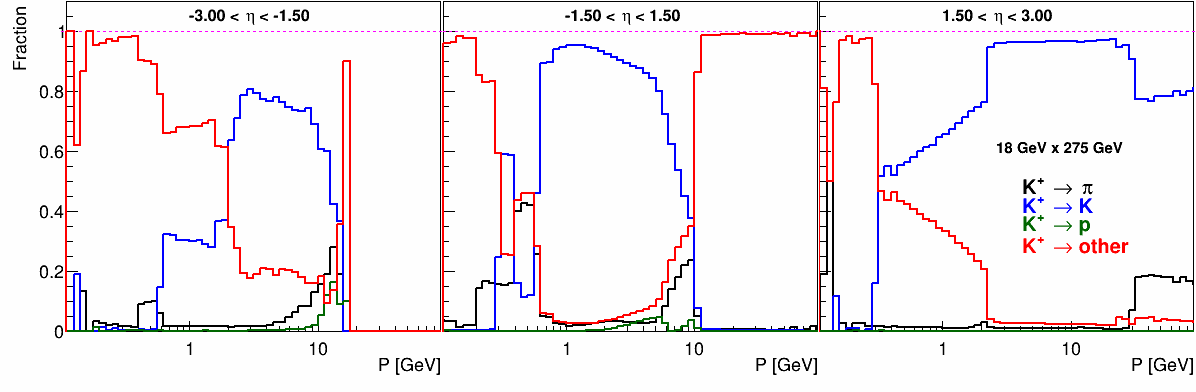 -3.00 < η < -1.50
-1.50 < η < 1.50
1.50 < η < 3.00
Fraction
1
0.8
0.6
0.4
0.2
0
18 GeV x 275 GeV
K+ → π
K+ → K
K+ → p
K+ → other
1 10
1 10
1 10
P [GeV]
P [GeV]
P [GeV]